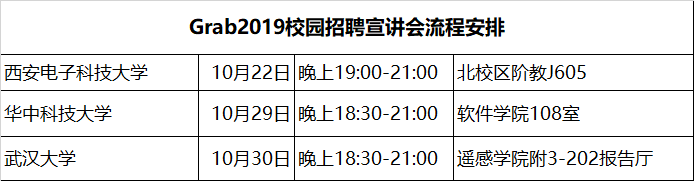 Grab2019校园招聘宣讲会流程安排
西安电子科技大学 10月22日 晚上19:00-21:00 北校区阶教J605
华中科技大学 10月29日 晚上18:30-21:00 软件学院108室
武汉大学 10月30日 晚上18:30-21:00 遥感学院附3-202报告厅